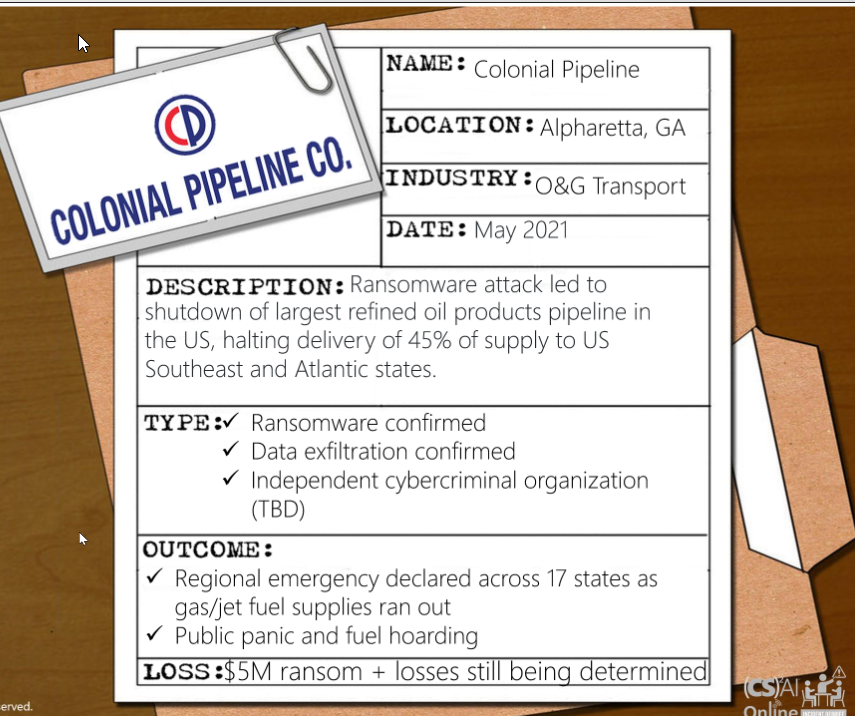 CD
COLONIAL PIPELINE CO.
NAME: Colonial Pipeline
LOCATION: Alpharetta, GA
INDUSTRY: O&G Transport
DATE: May 2021
DESCRIPTION: Ransomware attack led to
shutdown of largest refined oil products pipeline in
the US, halting delivery of 45% of supply to US
Southeast and Atlantic states.
TYPE: ✓ Ransomware confirmed
✓ Data exfiltration confirmed
✓ Independent cybercriminal organization
(TBD)
OUTCOME:
✓ Regional emergency declared across 17 states as
gas/jet fuel supplies ran out
✓ Public panic and fuel hoarding
LOSS: $5M ransom + losses still being determined
erved.
(CS)²AI
Online